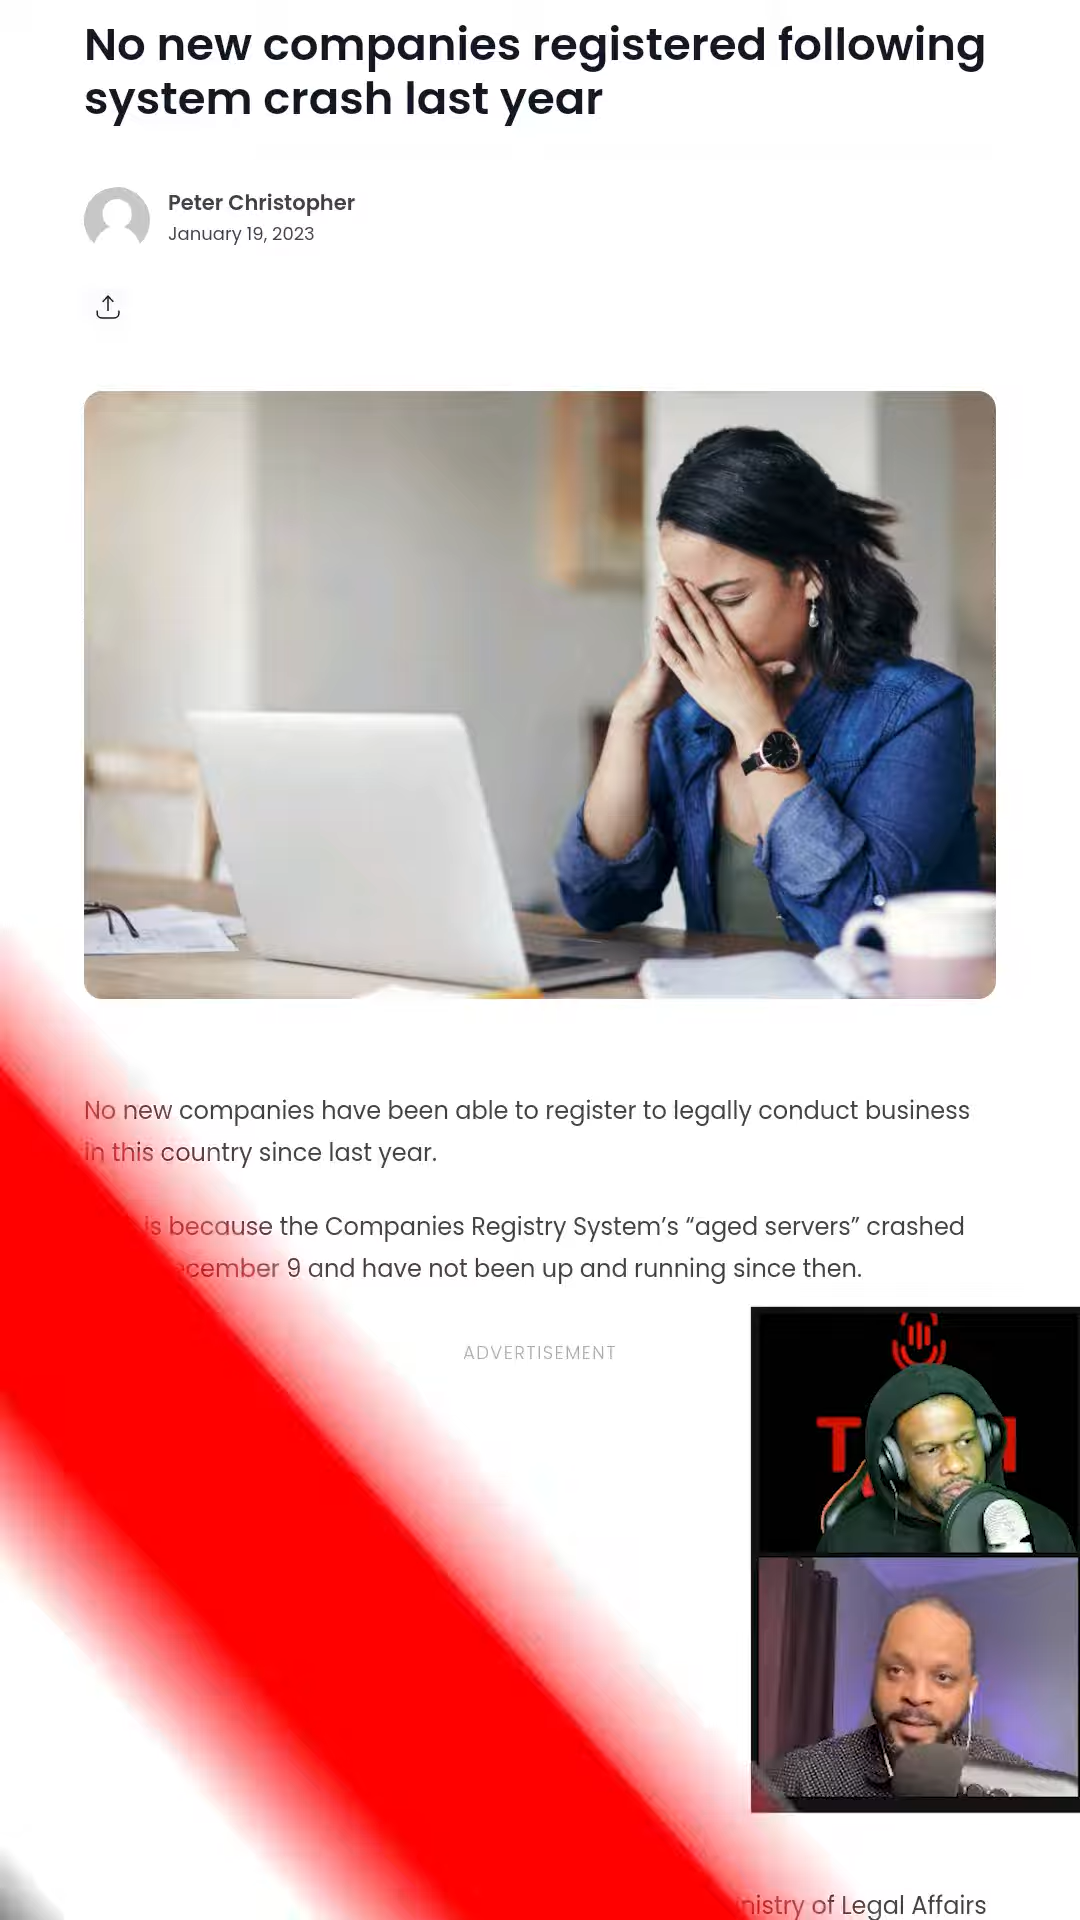 No new companies registered following
system crash last year
Peter Christopher
January 19, 2023
No new companies have been able to register to legally conduct business
in this country since last year.
is because the Companies Registry System’s “aged servers” crashed
December 9 and have not been up and running since then.
ADVERTISEMENT
of Legal Affairs